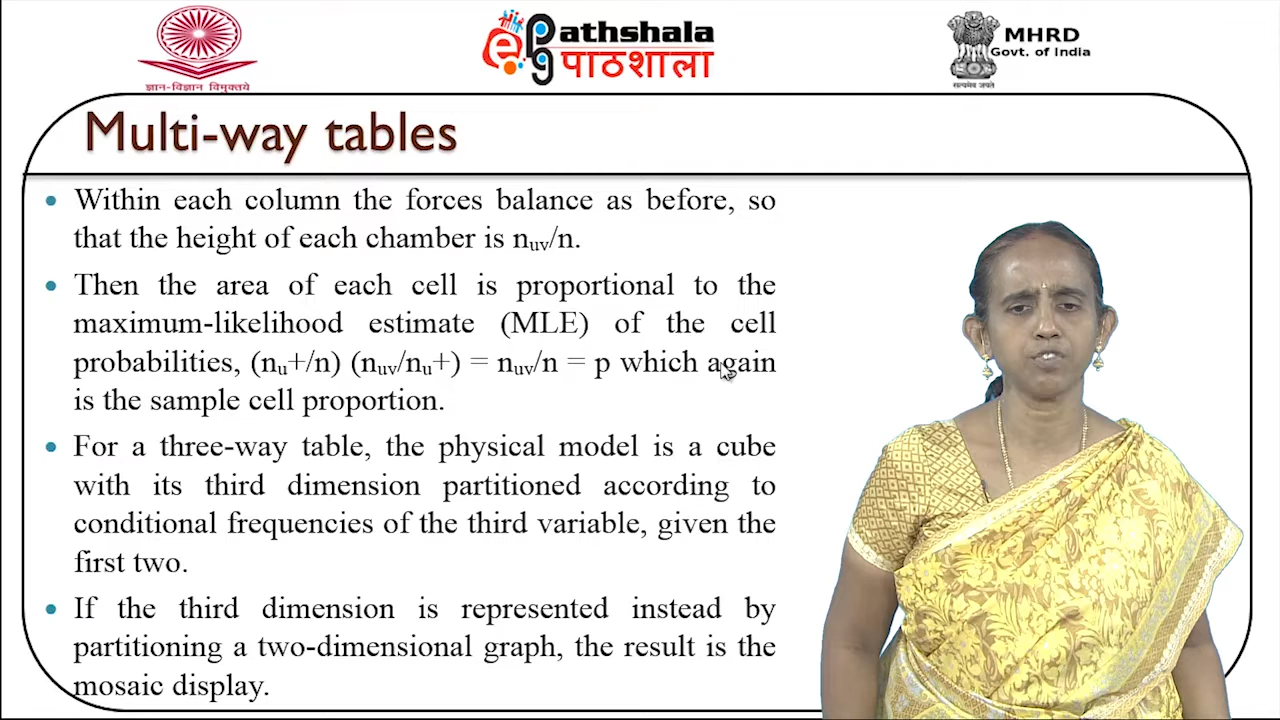 ज्ञान-विज्ञान विमुक्तये
epg Pathshala
पाठशाला
MHRD
Govt. of India
सत्यमेव जयते
Multi-way tables
• Within each column the forces balance as before, so
that the height of each chamber is nuv/n.
• Then the area of each cell is proportional to the
maximum-likelihood estimate (MLE) of the cell
probabilities, (nu+/n) (nuv/nu+) = nuv/n = p which again
is the sample cell proportion.
• For a three-way table, the physical model is a cube
with its third dimension partitioned according to
conditional frequencies of the third variable, given the
first two.
• If the third dimension is represented instead by
partitioning a two-dimensional graph, the result is the
mosaic display.